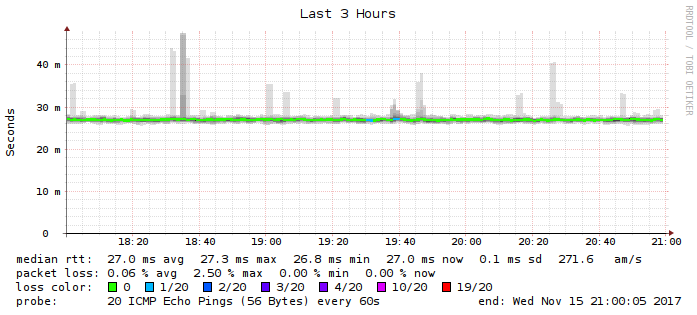 Last 3 Hours
RRDTOOL / TOBI OETIKER
Seconds
40 m
30 m
20 m
10 m
0
18:20 18:40 19:00 19:20 19:40 20:00 20:20 20:40 21:00
median rtt: 27.0 ms avg 27.3 ms max 26.8 ms min 27.0 ms now 0.1 ms sd 271.6 am/s
packet loss: 0.06 % avg 2.50 % max 0.00 % min 0.00 % now
loss color: 0 1/20 2/20 3/20 4/20 10/20 19/20
probe: 20 ICMP Echo Pings (56 Bytes) every 60s end: Wed Nov 15 21:00:05 2017